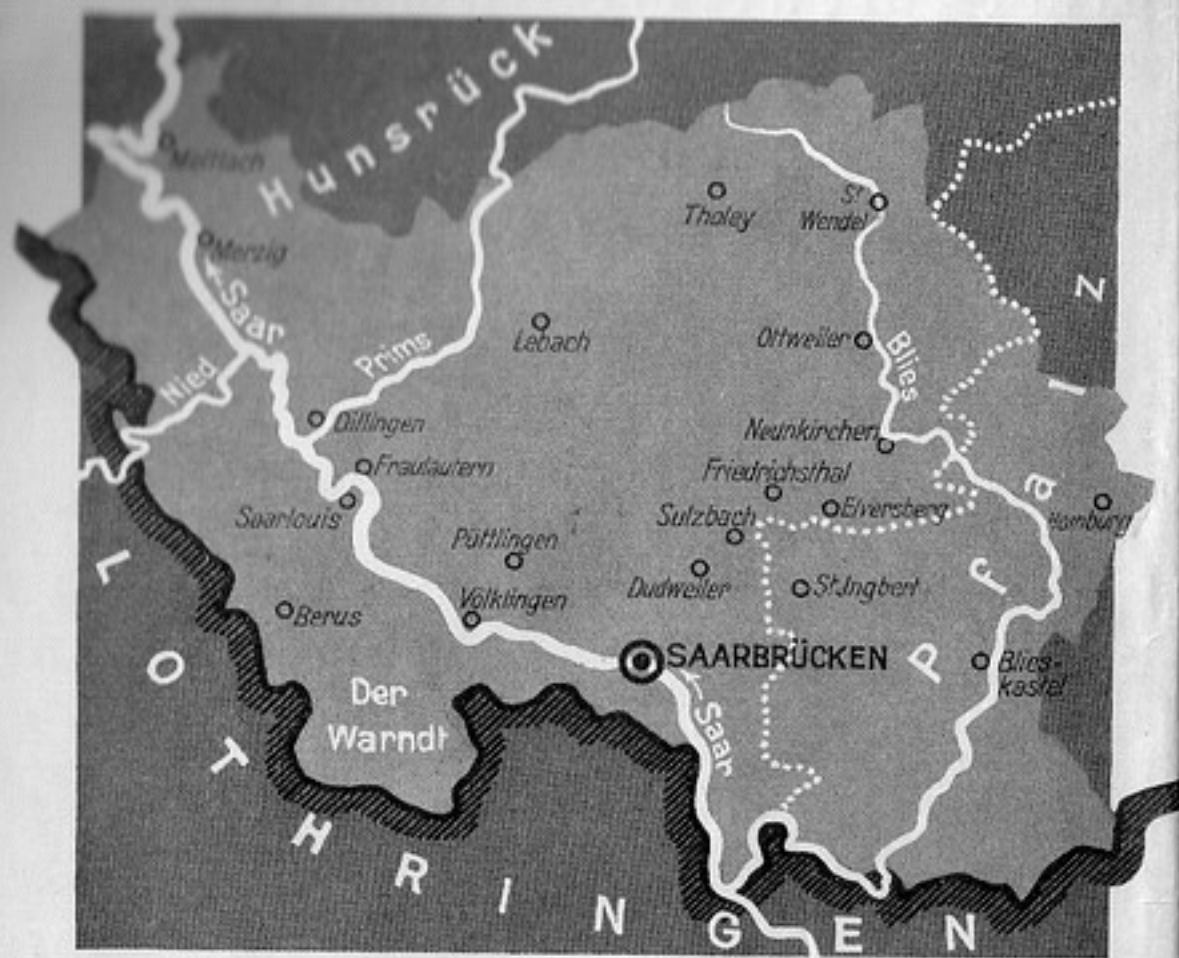 Hunsrück
Mettlach
Merzig
Saar
Nied
Prims
Tholey
St.
Wendel
Lebach
Ottweiler
Blies
Dillingen
Fraulautern
Saarlouis
Neunkirchen
Friedrichsthal
Elversberg
Sulzbach
Homburg
Püttlingen
Dudweiler
St. Ingbert
Völklingen
Berus
SAARBRÜCKEN
Blies-
kastel
Der
Warndt
Saar
Pfalz
LOTHRINGEN